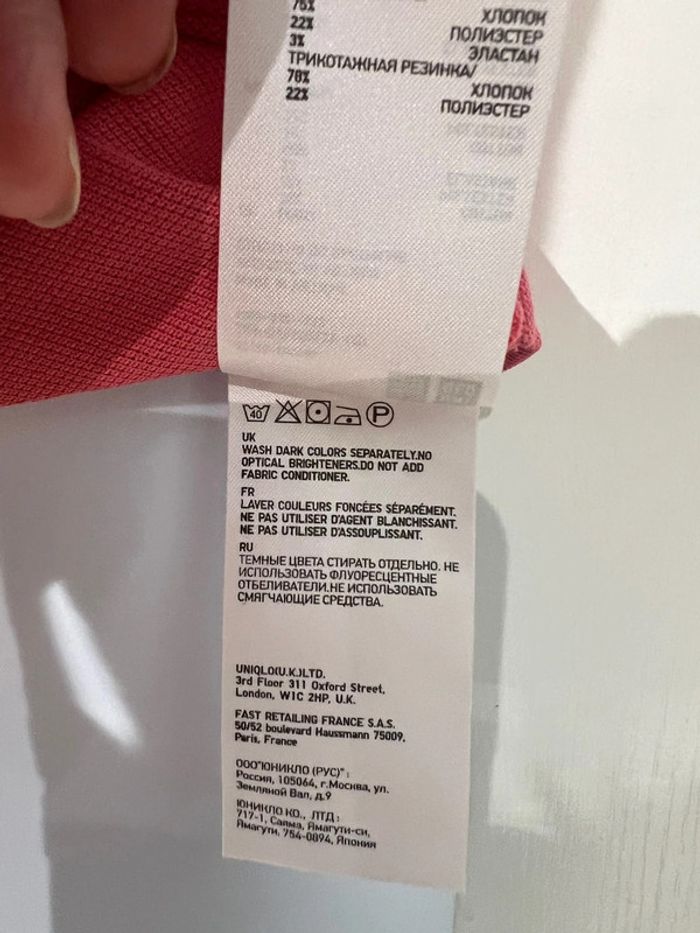 75%
ХЛОПОК
22%
ПОЛИЭСТЕР
3%
ЭЛАСТАН
ТРИКОТАЖНАЯ РЕЗИНКА/
78%
ХЛОПОК
22%
ПОЛИЭСТЕР
40
P
UK
WASH DARK COLORS SEPARATELY.NO
OPTICAL BRIGHTENERS.DO NOT ADD
FABRIC CONDITIONER.
FR
LAVER COULEURS FONCÉES SÉPARÉMENT.
NE PAS UTILISER D'AGENT BLANCHISSANT.
NE PAS UTILISER D'ASSOUPLISSANT.
RU
ТЕМНЫЕ ЦВЕТА СТИРАТЬ ОТДЕЛЬНО. НЕ
ИСПОЛЬЗОВАТЬ ФЛУОРЕСЦЕНТНЫЕ
ОТБЕЛИВАТЕЛИ.НЕ ИСПОЛЬЗОВАТЬ
СМЯГЧАЮЩИЕ СРЕДСТВА.
UNIQLO(U.K.)LTD.
3rd Floor 311 Oxford Street,
London, W1C 2HP, U.K.
FAST RETAILING FRANCE S.A.S.
50/52 boulevard Haussmann 75009,
Paris, France
ООО"ЮНИКЛО (РУС)":
Россия, 105064, г.Москва, ул.
Земляной Вал, д.9
ЮНИКЛО КО., ЛТД:
717-1, Саяма, Ямагути-си,
Ямагути, 754-0894, Япония